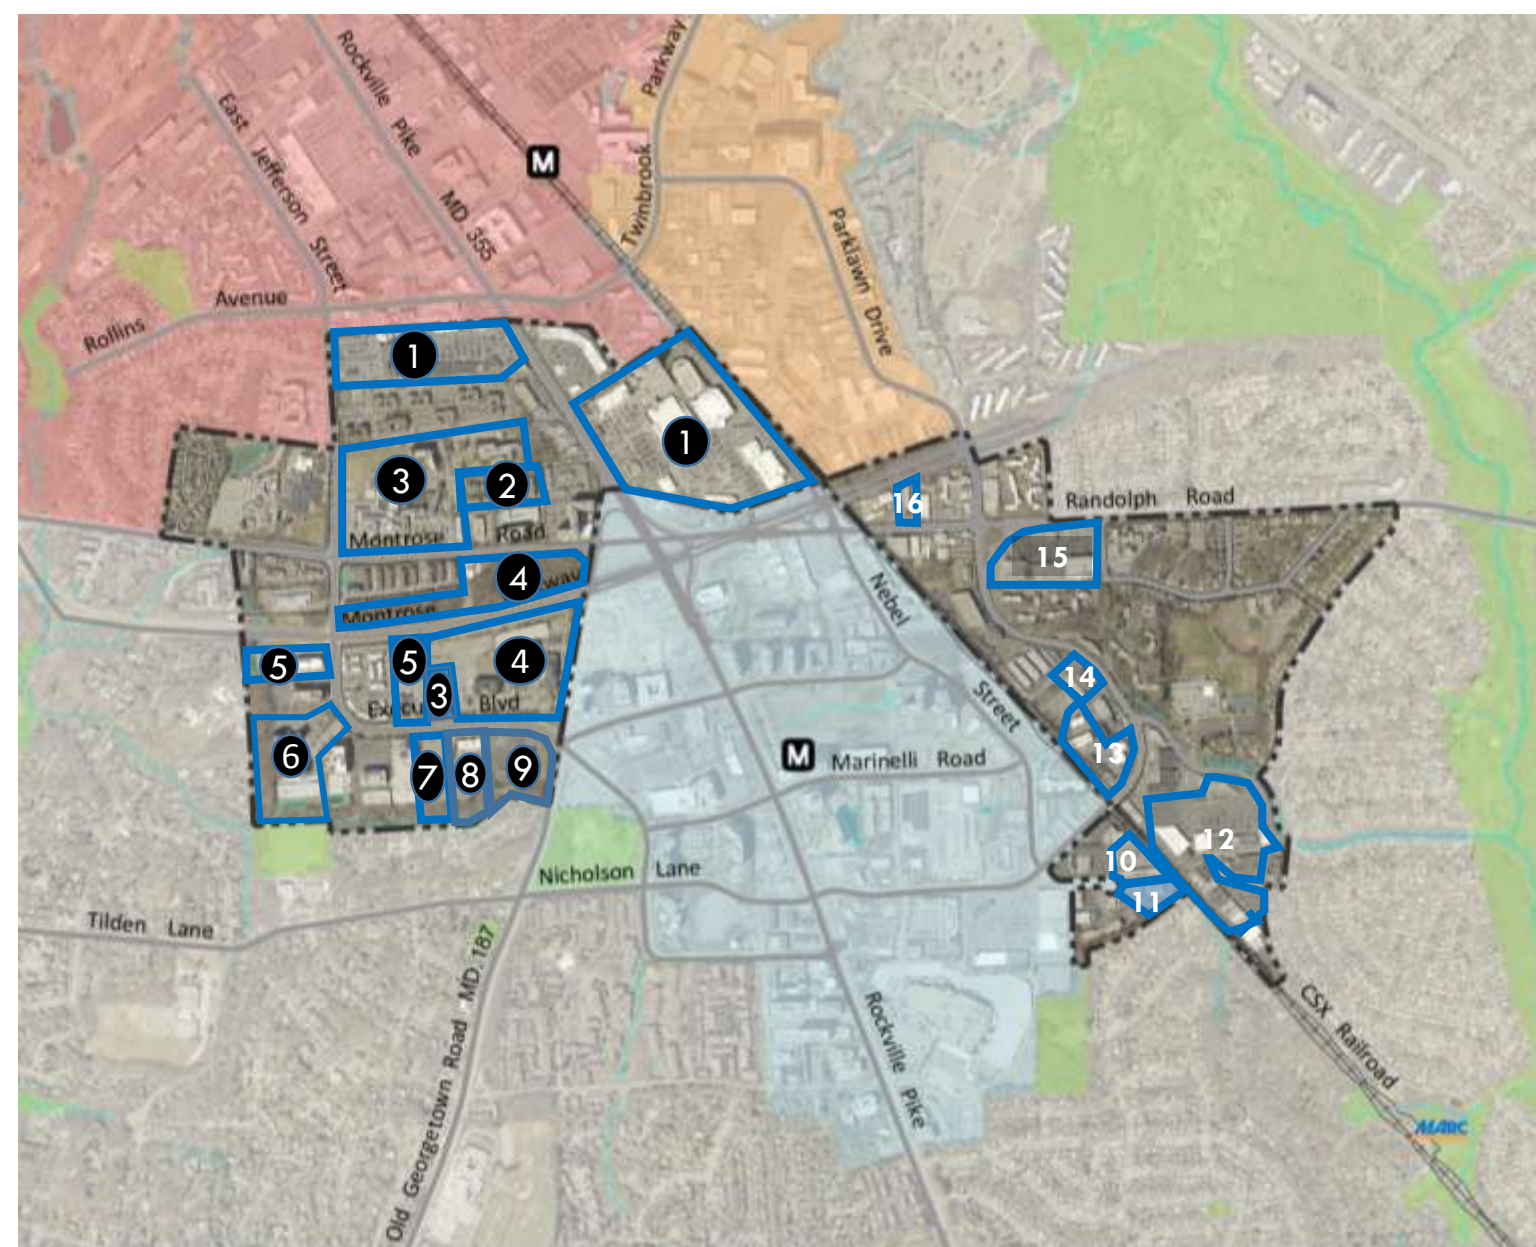 Rockville Pike MD 355
Parkway
Twinbrook
East Jefferson Street
M
Parklawn Drive
Rollins Avenue
1
1
3
2
16
Randolph Road
Montrose Road
15
4
way
Montrose
Nebel Street
5
5
4
3
14
Execu Blvd
6
7
8
9
M
Marinelli Road
13
12
10
11
Nicholson Lane
Tilden Lane
Old Georgetown Road MD. 187
Rockville Pike
CSX Railroad
MARC